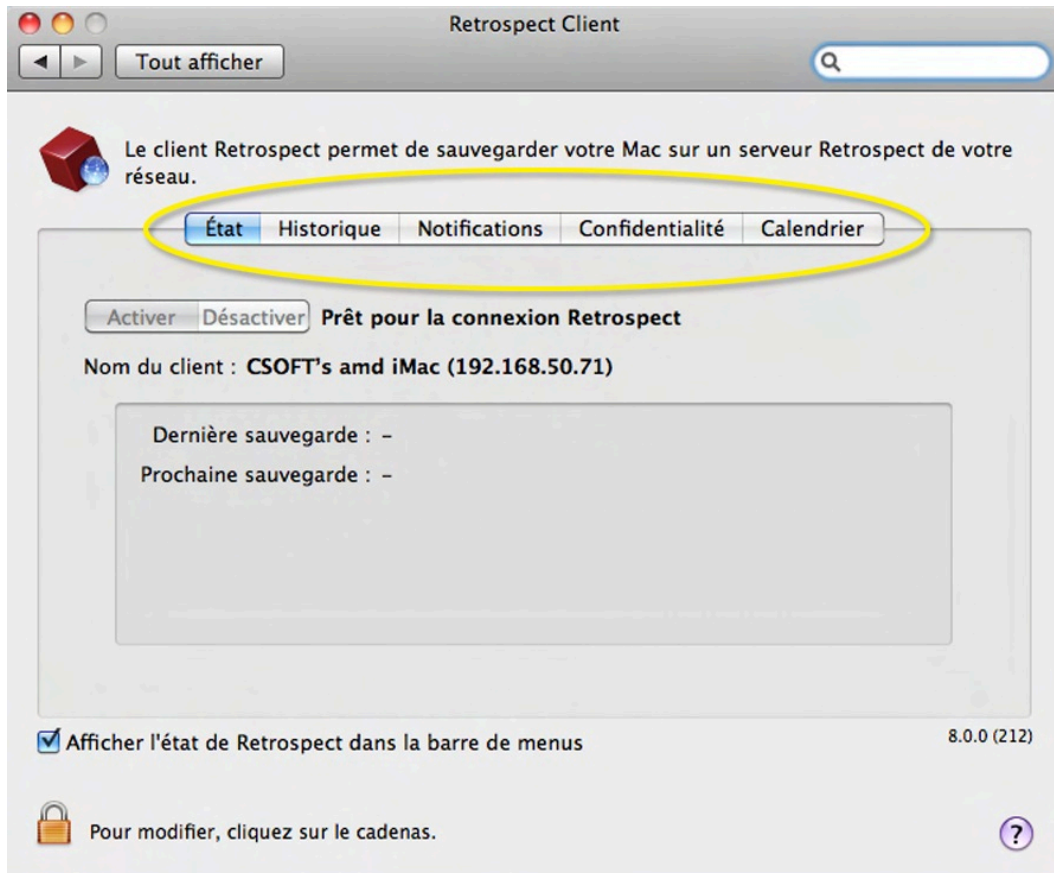 Retrospect Client
Tout afficher
Le client Retrospect permet de sauvegarder votre Mac sur un serveur Retrospect de votre
réseau.
État Historique Notifications Confidentialité Calendrier
Activer Désactiver Prêt pour la connexion Retrospect
Nom du client : CSOFT's amd iMac (192.168.50.71)
Dernière sauvegarde : –
Prochaine sauvegarde : –
Afficher l'état de Retrospect dans la barre de menus
8.0.0 (212)
Pour modifier, cliquez sur le cadenas.
?